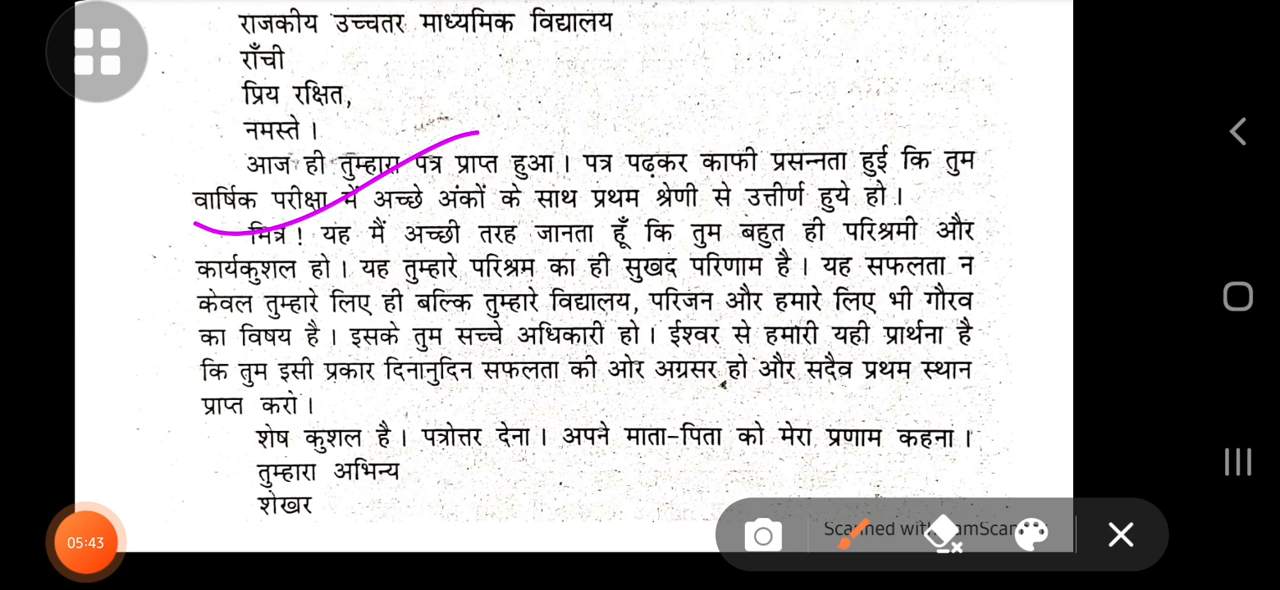 राजकीय उच्चतर माध्यमिक विद्यालय
राँची
प्रिय रक्षित,
नमस्ते ।
आज ही तुम्हारा पत्र प्राप्त हुआ । पत्र पढ़कर काफी प्रसन्नता हुई कि तुम
वार्षिक परीक्षा में अच्छे अंकों के साथ प्रथम श्रेणी से उत्तीर्ण हुये हो ।
मित्र ! यह मैं अच्छी तरह जानता हूँ कि तुम बहुत ही परिश्रमी और
कार्यकुशल हो । यह तुम्हारे परिश्रम का ही सुखद परिणाम है । यह सफलता न
केवल तुम्हारे लिए ही बल्कि तुम्हारे विद्यालय, परिजन और हमारे लिए भी गौरव
का विषय है । इसके तुम सच्चे अधिकारी हो । ईश्वर से हमारी यही प्रार्थना है
कि तुम इसी प्रकार दिनानुदिन सफलता की ओर अग्रसर हो और सदैव प्रथम स्थान
प्राप्त करो ।
शेष कुशल है । पत्रोत्तर देना । अपने माता-पिता को मेरा प्रणाम कहना ।
तुम्हारा अभिन्य
शेखर
05:43